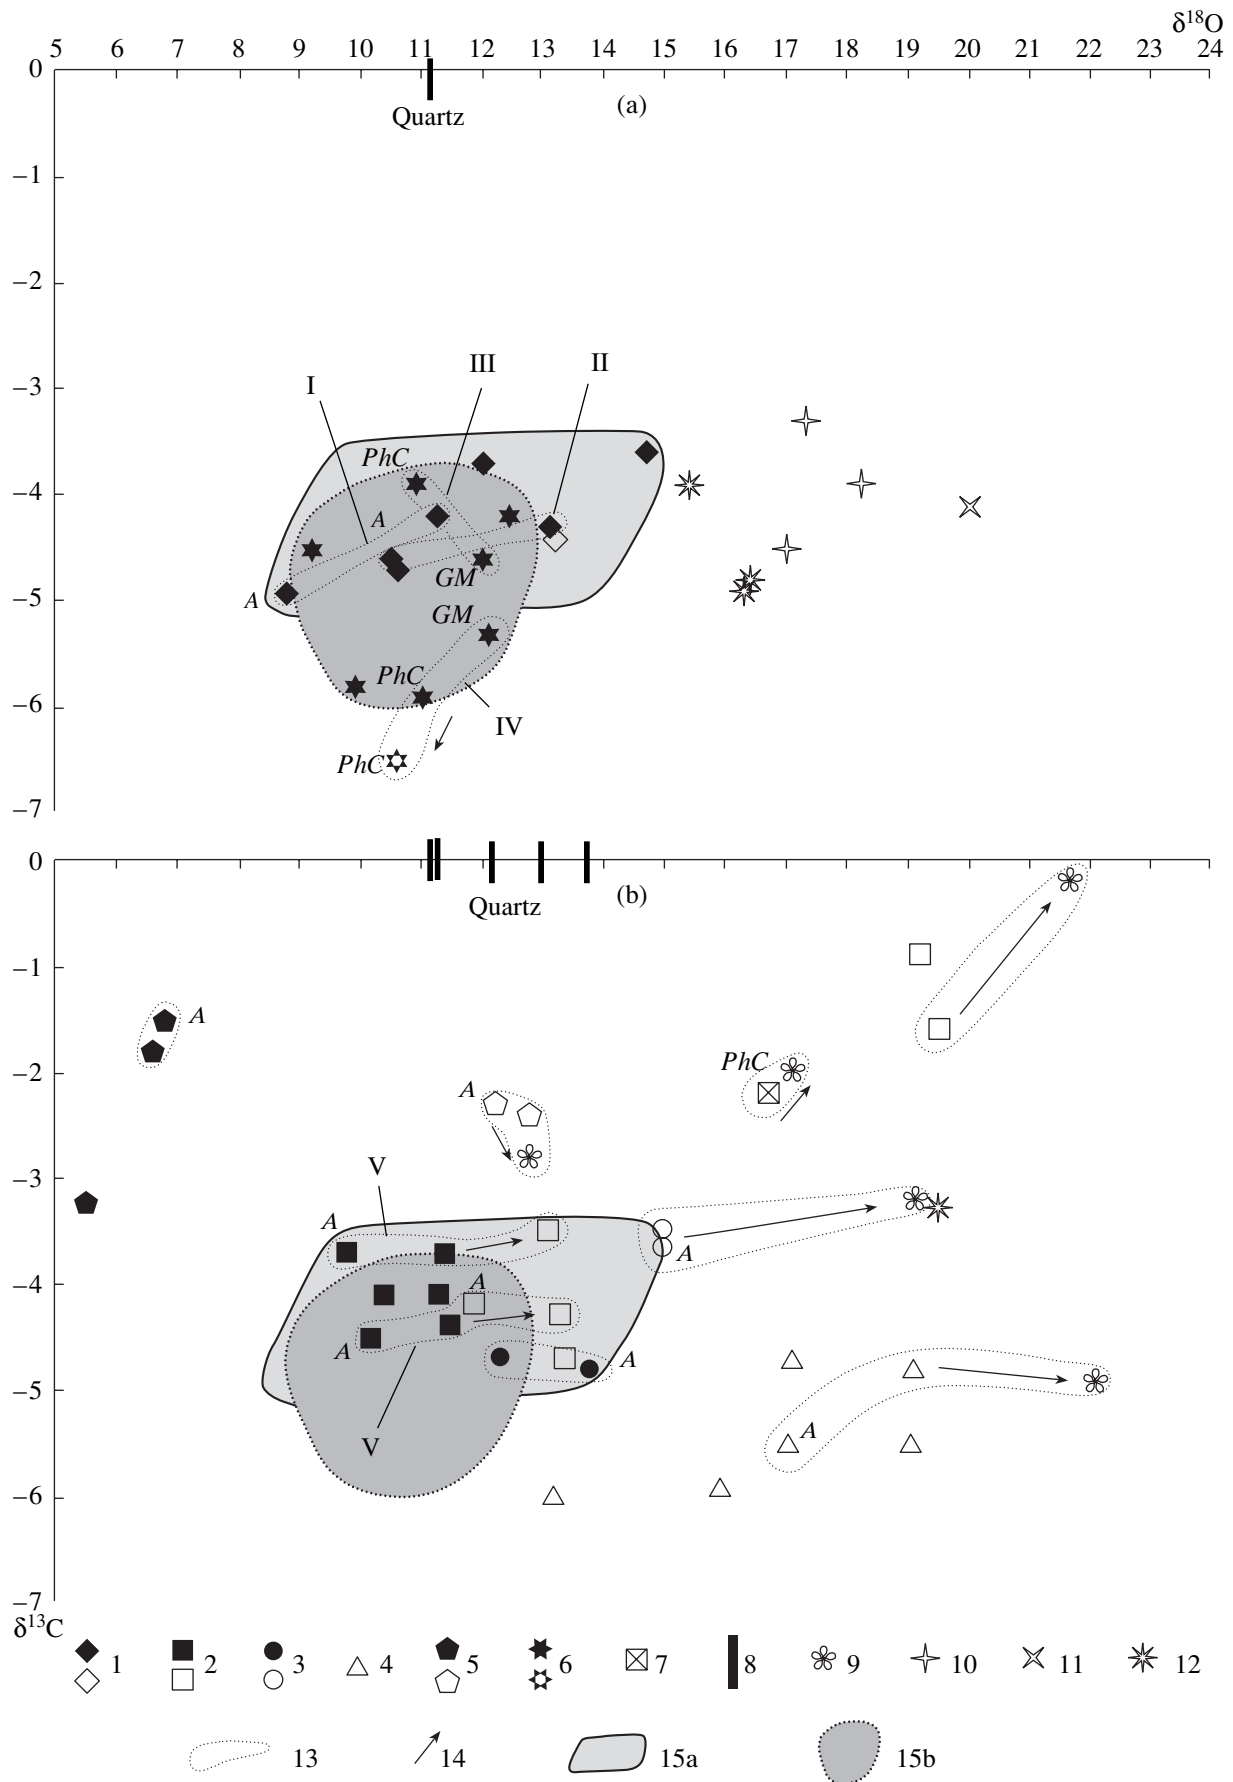 δ¹⁸O
5 6 7 8 9 10 11 12 13 14 15 16 17 18 19 20 21 22 23 24
0
Quartz
(a)
−1
−2
−3
III
II
I
PhC
−4
A
GM
A
−5
GM
PhC
−6
IV
PhC
−7
0
(b)
Quartz
−1
A
PhC
−2
A
−3
V
A
A
−4
A
A
A
−5
A
V
−6
−7
δ¹³C
1 2 3 4 5 6 7 8 9 10 11 12
13 14 15a 15b